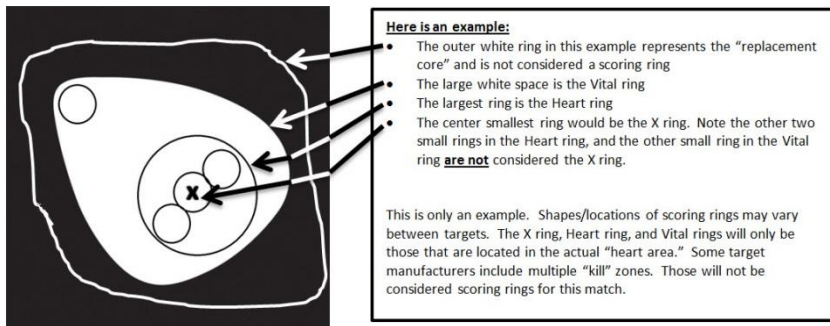 X
Here is an example:
• The outer white ring in this example represents the “replacement
core” and is not considered a scoring ring
• The large white space is the Vital ring
• The largest ring is the Heart ring
• The center smallest ring would be the X ring. Note the other two
small rings in the Heart ring, and the other small ring in the Vital
ring are not considered the X ring.
This is only an example. Shapes/locations of scoring rings may vary
between targets. The X ring, Heart ring, and Vital rings will only be
those that are located in the actual “heart area.” Some target
manufacturers include multiple “kill” zones. Those will not be
considered scoring rings for this match.